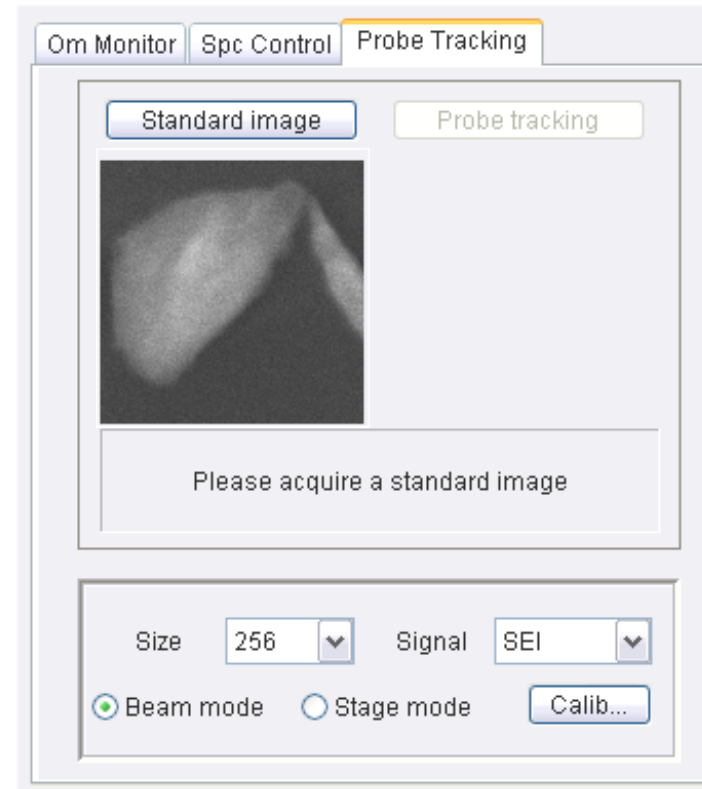 Om Monitor Spc Control Probe Tracking
Standard image Probe tracking
Please acquire a standard image
Size 256 Signal SEI
Beam mode Stage mode Calib...